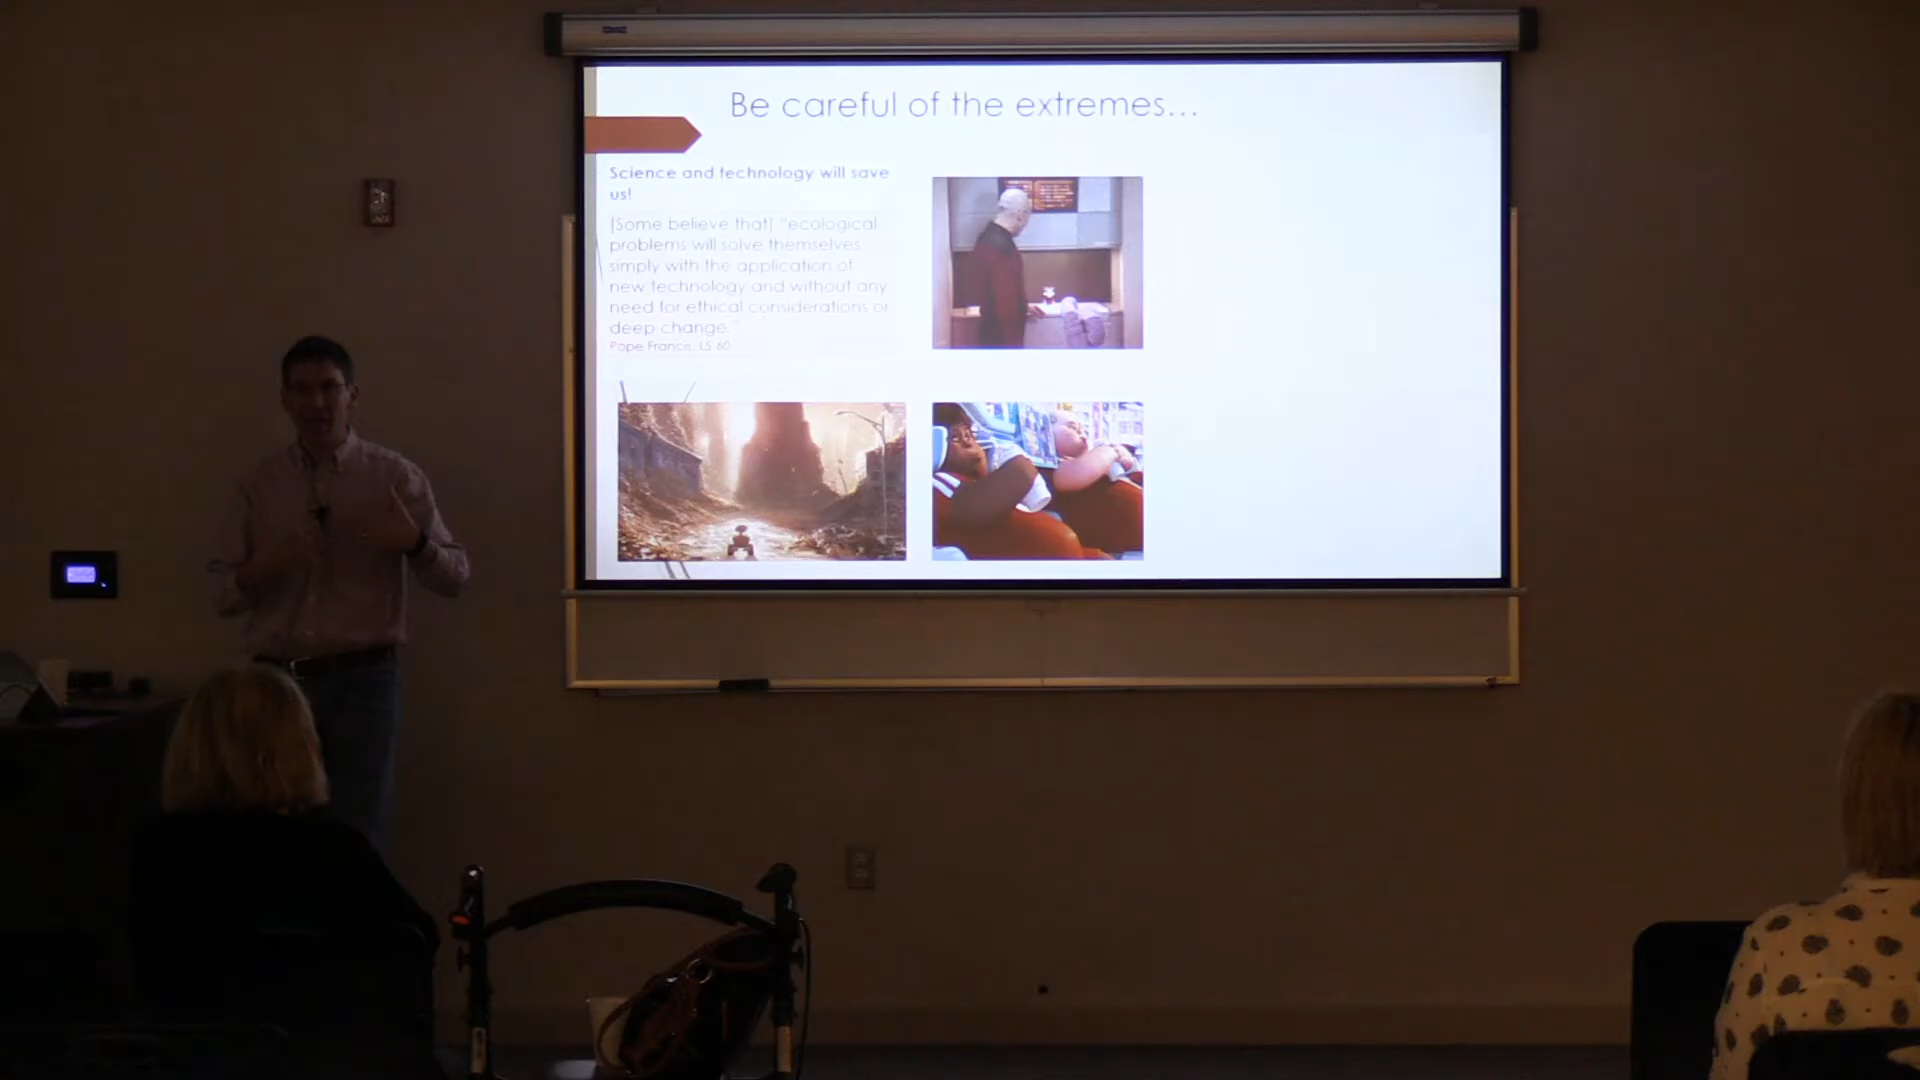 Be careful of the extremes...
Science and technology will save
us!
[Some believe that] "ecological
problems will solve themselves
simply with the application of
new technology and without any
need for ethical considerations or
deep change."
Pope Francis, LS 60